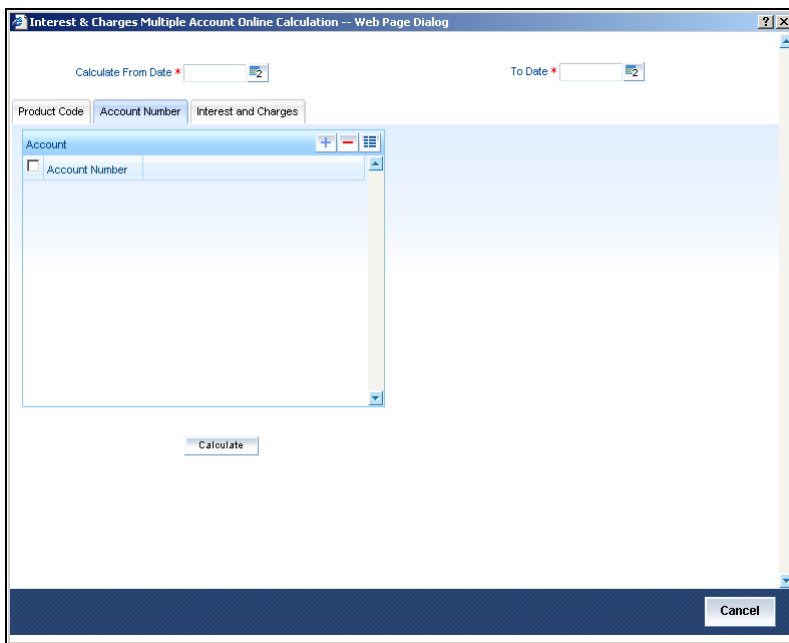 Interest & Charges Multiple Account Online Calculation -- Web Page Dialog
Calculate From Date *
To Date *
Product Code
Account Number
Interest and Charges
Account
Account Number
Calculate
Cancel